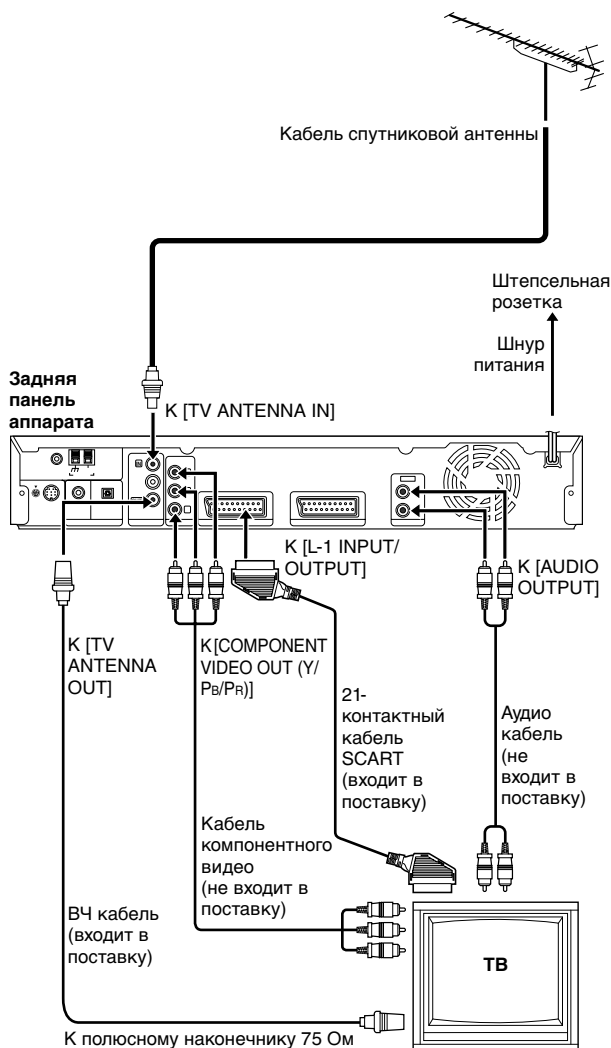 Кабель спутниковой антенны
Штепсельная
розетка
Шнур
питания
Задняя
панель
аппарата
К [TV ANTENNA IN]
К [L-1 INPUT/
OUTPUT]
К [AUDIO
OUTPUT]
К [TV
ANTENNA
OUT]
К [COMPONENT
VIDEO OUT (Y/
PB/PR)]
21-
контактный
кабель
SCART
(входит в
поставку)
Аудио
кабель
(не
входит в
поставку)
Кабель
компонентного
видео
(не входит в
поставку)
ВЧ кабель
(входит в
поставку)
ТВ
К полюсному наконечнику 75 Ом